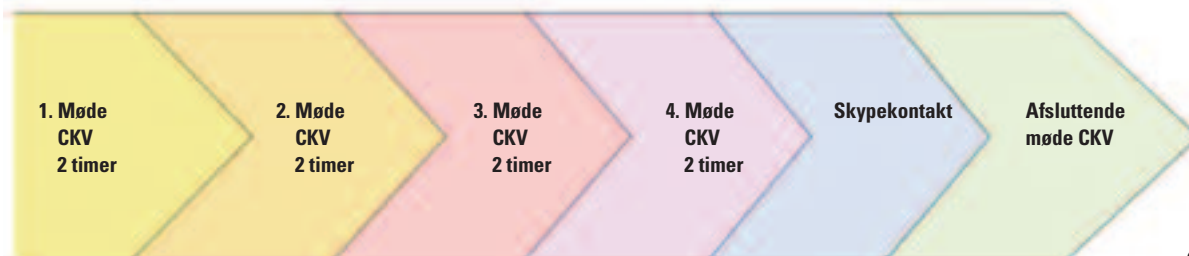 1. Møde
CKV
2 timer
2. Møde
CKV
2 timer
3. Møde
CKV
2 timer
4. Møde
CKV
2 timer
Skypekontakt
Afsluttende
møde CKV